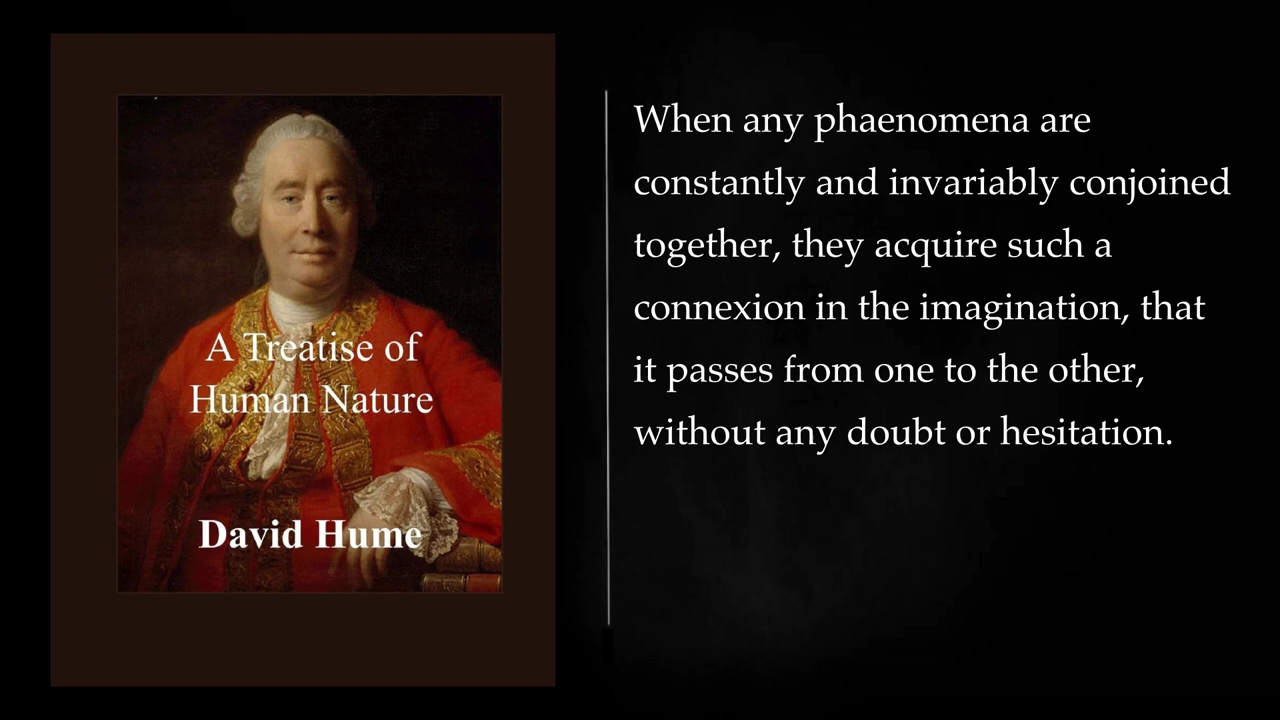 A Treatise of
Human Nature
David Hume
When any phaenomena are
constantly and invariably conjoined
together, they acquire such a
connexion in the imagination, that
it passes from one to the other,
without any doubt or hesitation.